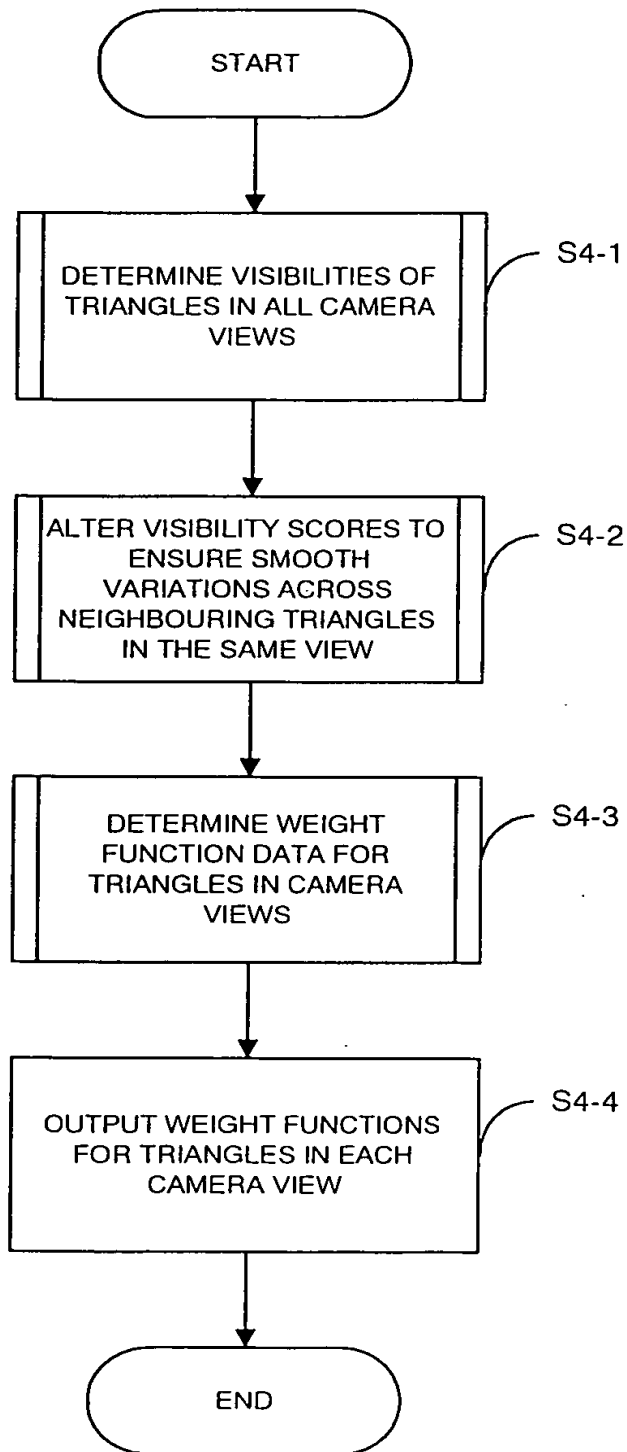 START
DETERMINE VISIBILITIES OF
TRIANGLES IN ALL CAMERA
VIEWS
S4-1
ALTER VISIBILITY SCORES TO
ENSURE SMOOTH
VARIATIONS ACROSS
NEIGHBOURING TRIANGLES
IN THE SAME VIEW
S4-2
DETERMINE WEIGHT
FUNCTION DATA FOR
TRIANGLES IN CAMERA
VIEWS
S4-3
OUTPUT WEIGHT FUNCTIONS
FOR TRIANGLES IN EACH
CAMERA VIEW
S4-4
END